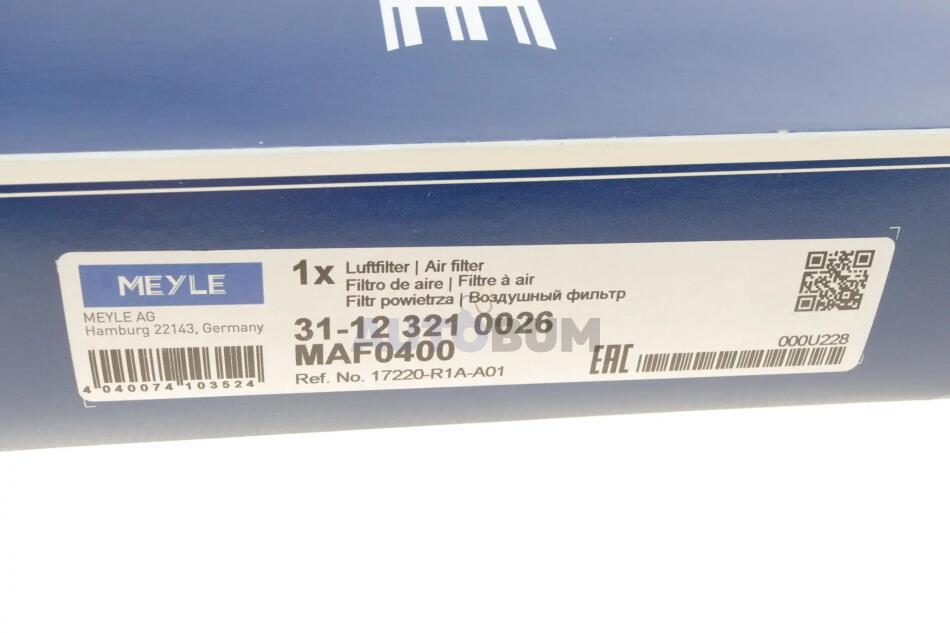 E
MEYLE
MEYLE AG
Hamburg 22143, Germany
4 040074 103524
1x
Luftfilter | Air filter
Filtro de aire | Filtre à air
Filtr powietrza | Воздушный фильтр
31-12 321 0026
MAF0400
Ref. No. 17220-R1A-A01
AUTOBUM
EAC
000U228